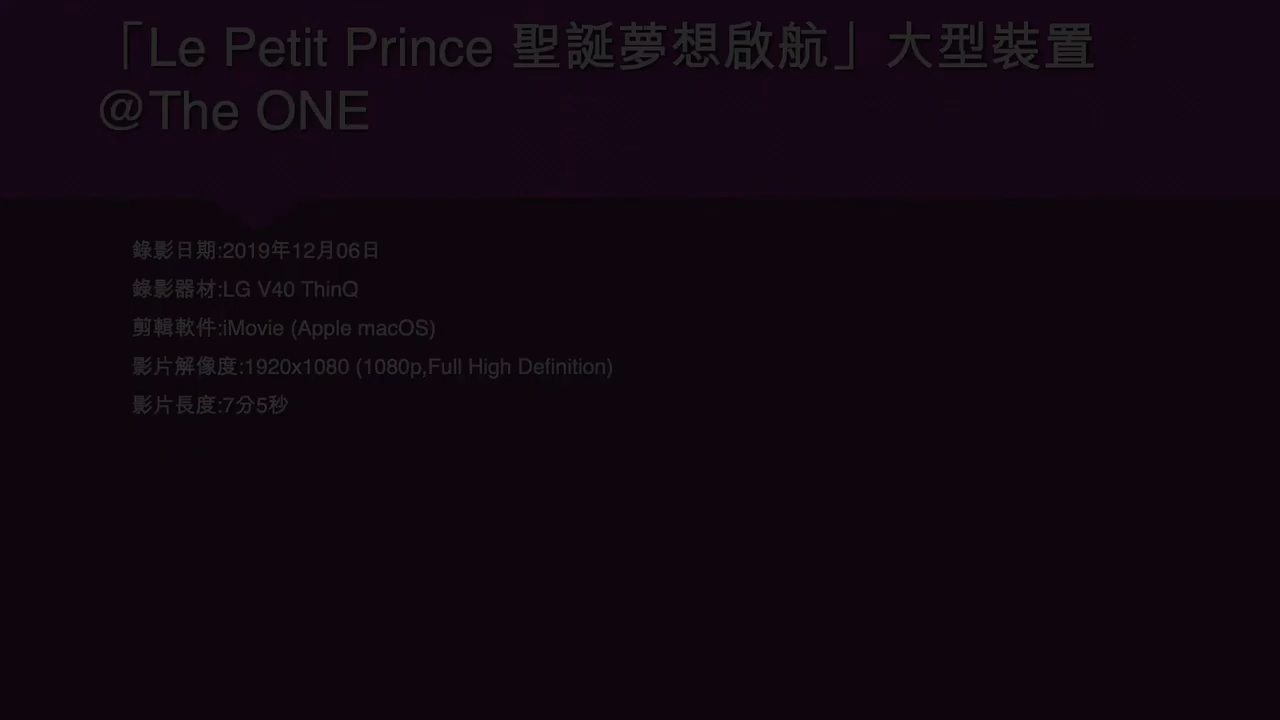 「Le Petit Prince 聖誕夢想啟航」大型裝置
@The ONE
錄影日期:2019年12月06日
錄影器材:LG V40 ThinQ
剪輯軟件:iMovie (Apple macOS)
影片解像度:1920x1080 (1080p,Full High Definition)
影片長度:7分5秒